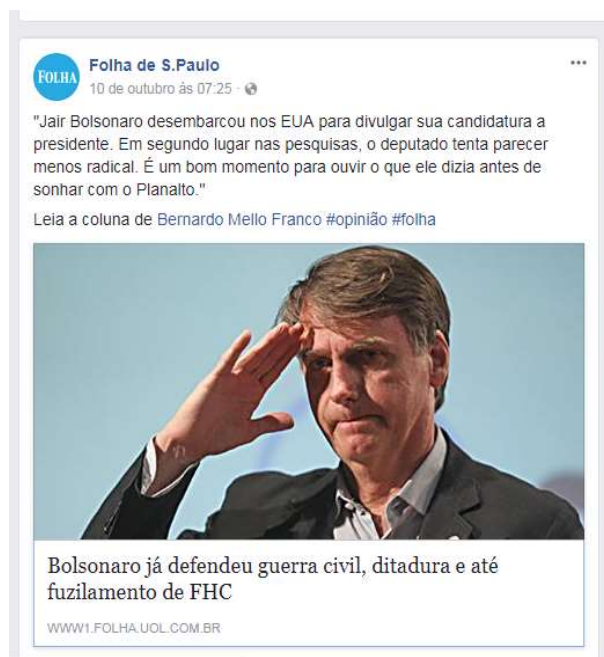 FOLHA
Folha de S.Paulo
10 de outubro às 07:25 ·
"Jair Bolsonaro desembarcou nos EUA para divulgar sua candidatura a
presidente. Em segundo lugar nas pesquisas, o deputado tenta parecer
menos radical. É um bom momento para ouvir o que ele dizia antes de
sonhar com o Planalto."
Leia a coluna de Bernardo Mello Franco #opinião #folha
Bolsonaro já defendeu guerra civil, ditadura e até
fuzilamento de FHC
WWW1.FOLHA.UOL.COM.BR